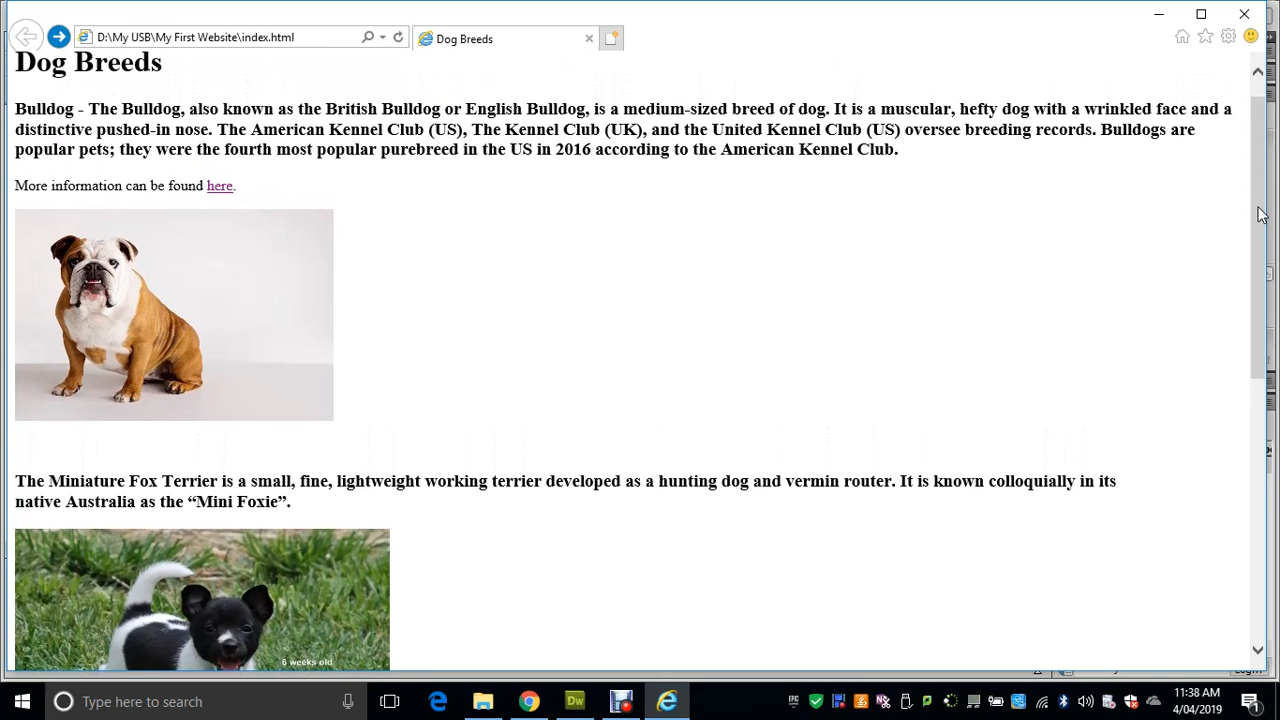 D:\My USB\My First Website\index.html
Dog Breeds
Dog Breeds
Bulldog - The Bulldog, also known as the British Bulldog or English Bulldog, is a medium-sized breed of dog. It is a muscular, hefty dog with a wrinkled face and a
distinctive pushed-in nose. The American Kennel Club (US), The Kennel Club (UK), and the United Kennel Club (US) oversee breeding records. Bulldogs are
popular pets; they were the fourth most popular purebreed in the US in 2016 according to the American Kennel Club.
More information can be found here.
The Miniature Fox Terrier is a small, fine, lightweight working terrier developed as a hunting dog and vermin router. It is known colloquially in its
native Australia as the “Mini Foxie”.
6 weeks old
Type here to search
Dw
11:38 AM
4/04/2019
1